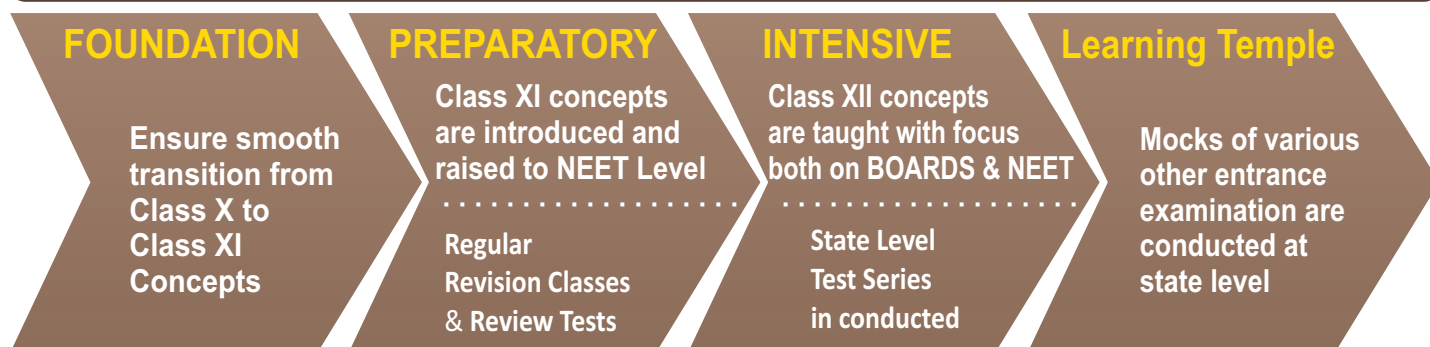 FOUNDATION
Ensure smooth
transition from
Class X to
Class XI
Concepts
PREPARATORY
Class XI concepts
are introduced and
raised to NEET Level
Regular
Revision Classes
& Review Tests
INTENSIVE
Class XII concepts
are taught with focus
both on BOARDS & NEET
State Level
Test Series
in conducted
Learning Temple
Mocks of various
other entrance
examination are
conducted at
state level